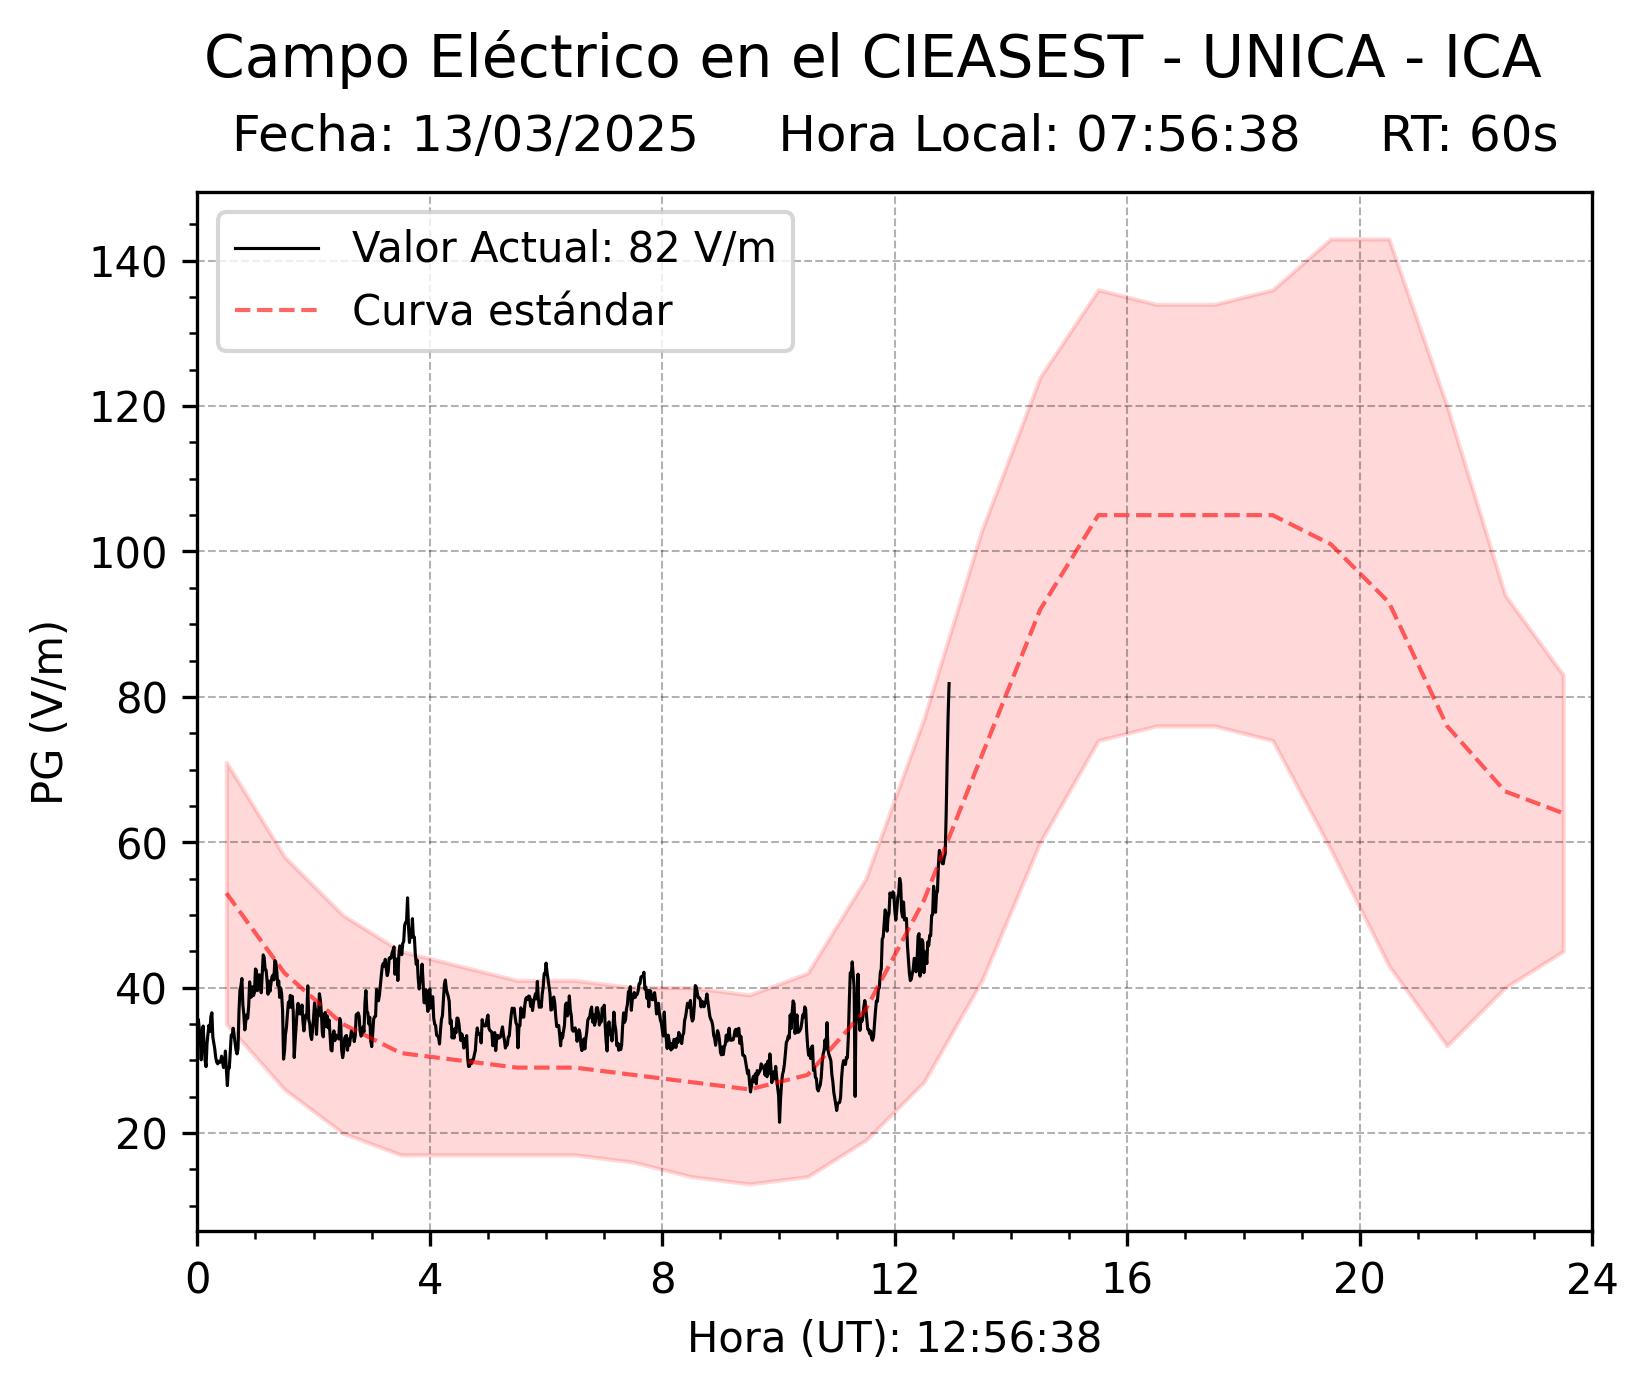 Campo Eléctrico en el CIEASEST - UNICA - ICA
Fecha: 13/03/2025 Hora Local: 07:56:38 RT: 60s
Valor Actual: 82 V/m
Curva estándar
140
120
100
80
60
40
20
PG (V/m)
0 4 8 12 16 20 24
Hora (UT): 12:56:38